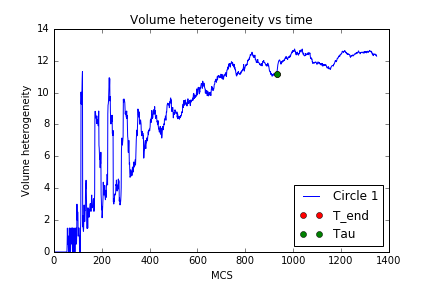 Volume heterogeneity vs time
14
12
10
8
6
4
2
0
Volume heterogeneity
0 200 400 600 800 1000 1200 1400
MCS
Circle 1
T_end
Tau